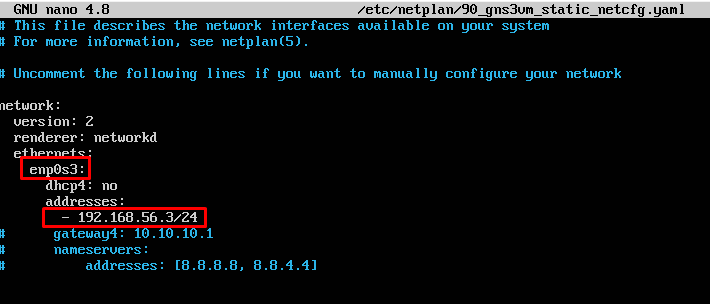 GNU nano 4.8 /etc/netplan/90_gns3vm_static_netcfg.yaml
# This file describes the network interfaces available on your system
# For more information, see netplan(5).
# Uncomment the following lines if you want to manually configure your network
network:
  version: 2
  renderer: networkd
  ethernets:
    enp0s3:
      dhcp4: no
      addresses:
        - 192.168.56.3/24
#      gateway4: 10.10.10.1
#      nameservers:
#          addresses: [8.8.8.8, 8.8.4.4]